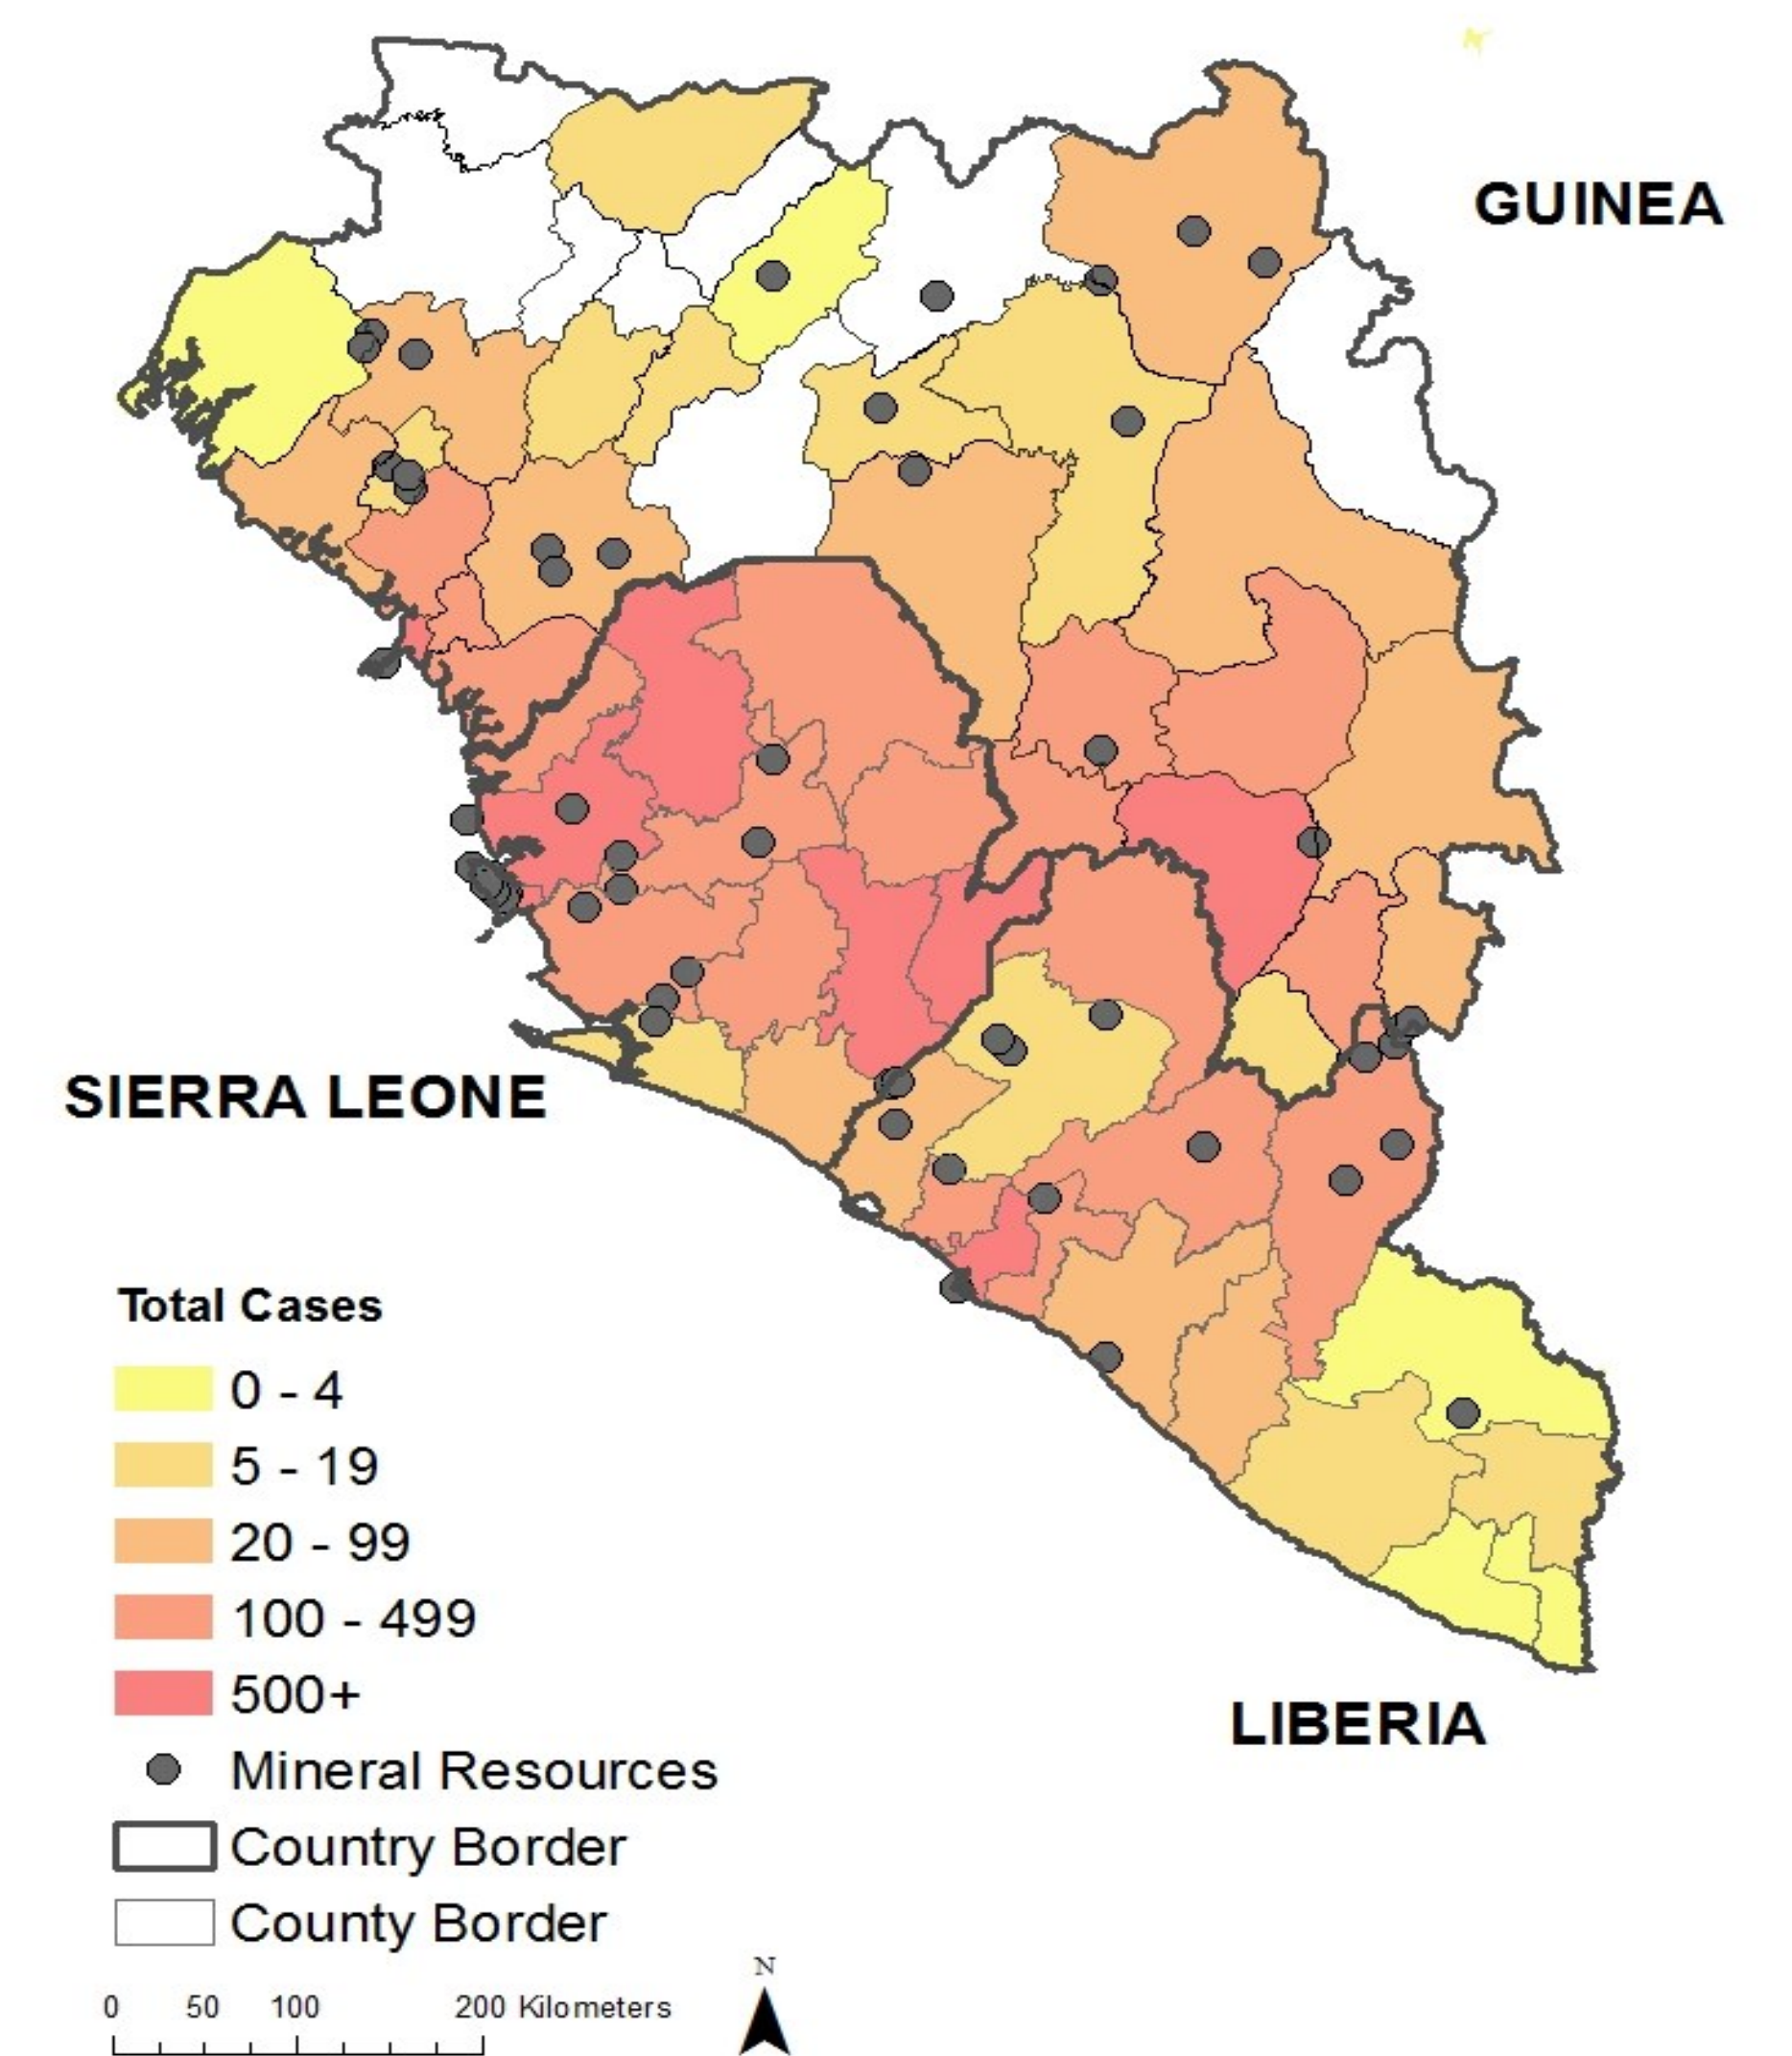 GUINEA
SIERRA LEONE
Total Cases
0 - 4
5 - 19
20 - 99
100 - 499
500+
Mineral Resources
Country Border
County Border
LIBERIA
N
0 50 100 200 Kilometers